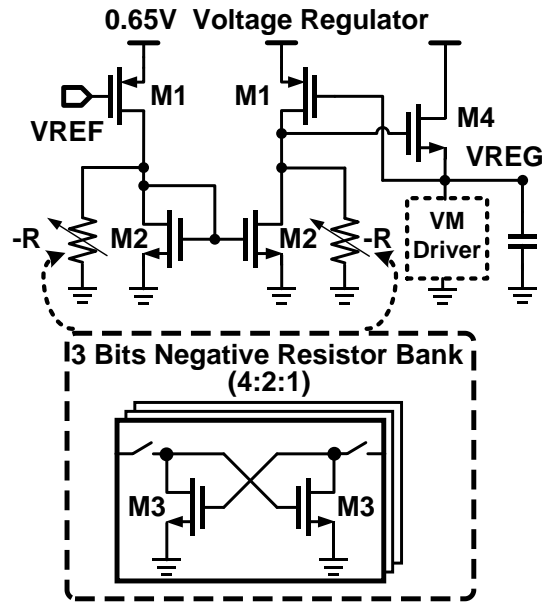 0.65V Voltage Regulator
M1
M1
M4
VREF
VREG
-R
M2
M2
-R
VM
Driver
3 Bits Negative Resistor Bank
(4:2:1)
M3
M3